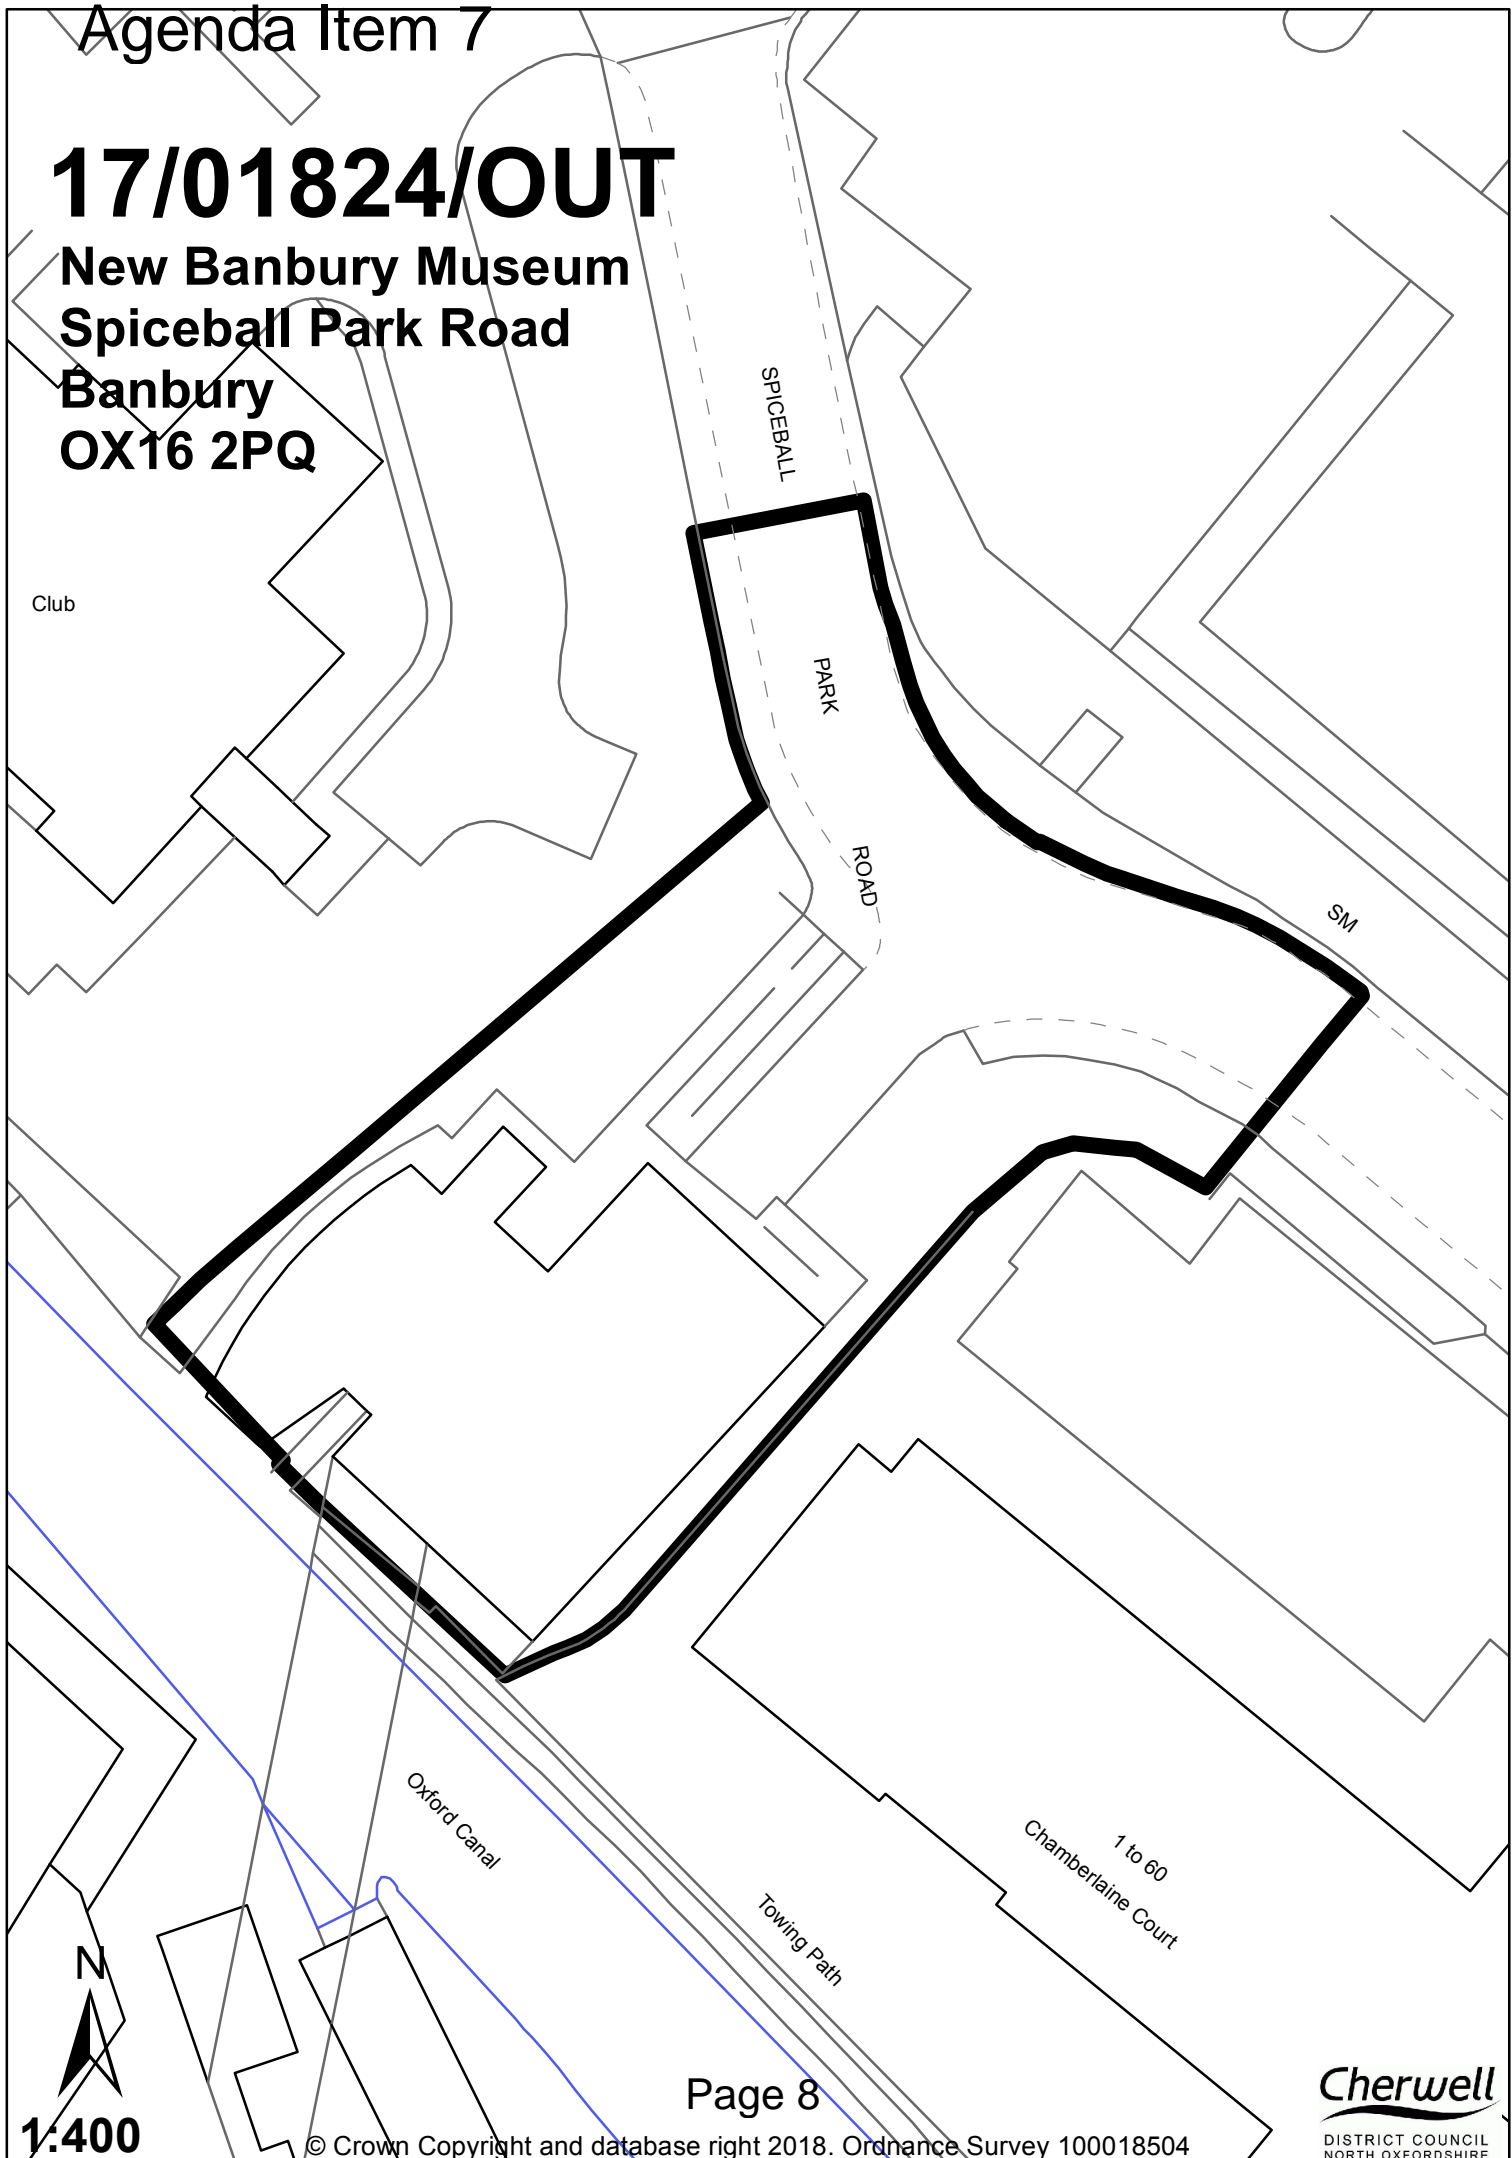 Agenda Item 7
17/01824/OUT
New Banbury Museum
Spiceball Park Road
Banbury
OX16 2PQ
SPICEBALL
Club
PARK
ROAD
SM
Oxford Canal
1 to 60
Chamberlaine Court
Towing Path
N
1:400
Page 8
© Crown Copyright and database right 2018. Ordnance Survey 100018504
Cherwell
DISTRICT COUNCIL
NORTH OXFORDSHIRE